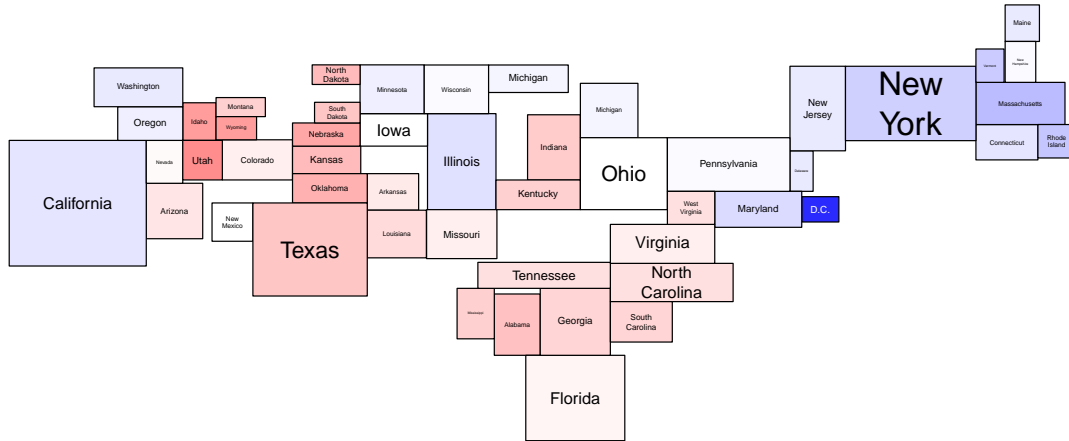 Maine
Vermont
New
Hampshire
Washington
North
Dakota
Minnesota
Wisconsin
Michigan
Michigan
New
Jersey
New
York
Massachusetts
Oregon
Idaho
Montana
Wyoming
South
Dakota
Nebraska
Iowa
Illinois
Indiana
Ohio
Pennsylvania
Delaware
Connecticut
Rhode
Island
California
Nevada
Utah
Colorado
Kansas
Oklahoma
Arkansas
Kentucky
West
Virginia
Maryland
D.C.
Arizona
New
Mexico
Texas
Louisiana
Missouri
Virginia
Tennessee
North
Carolina
Mississippi
Alabama
Georgia
South
Carolina
Florida